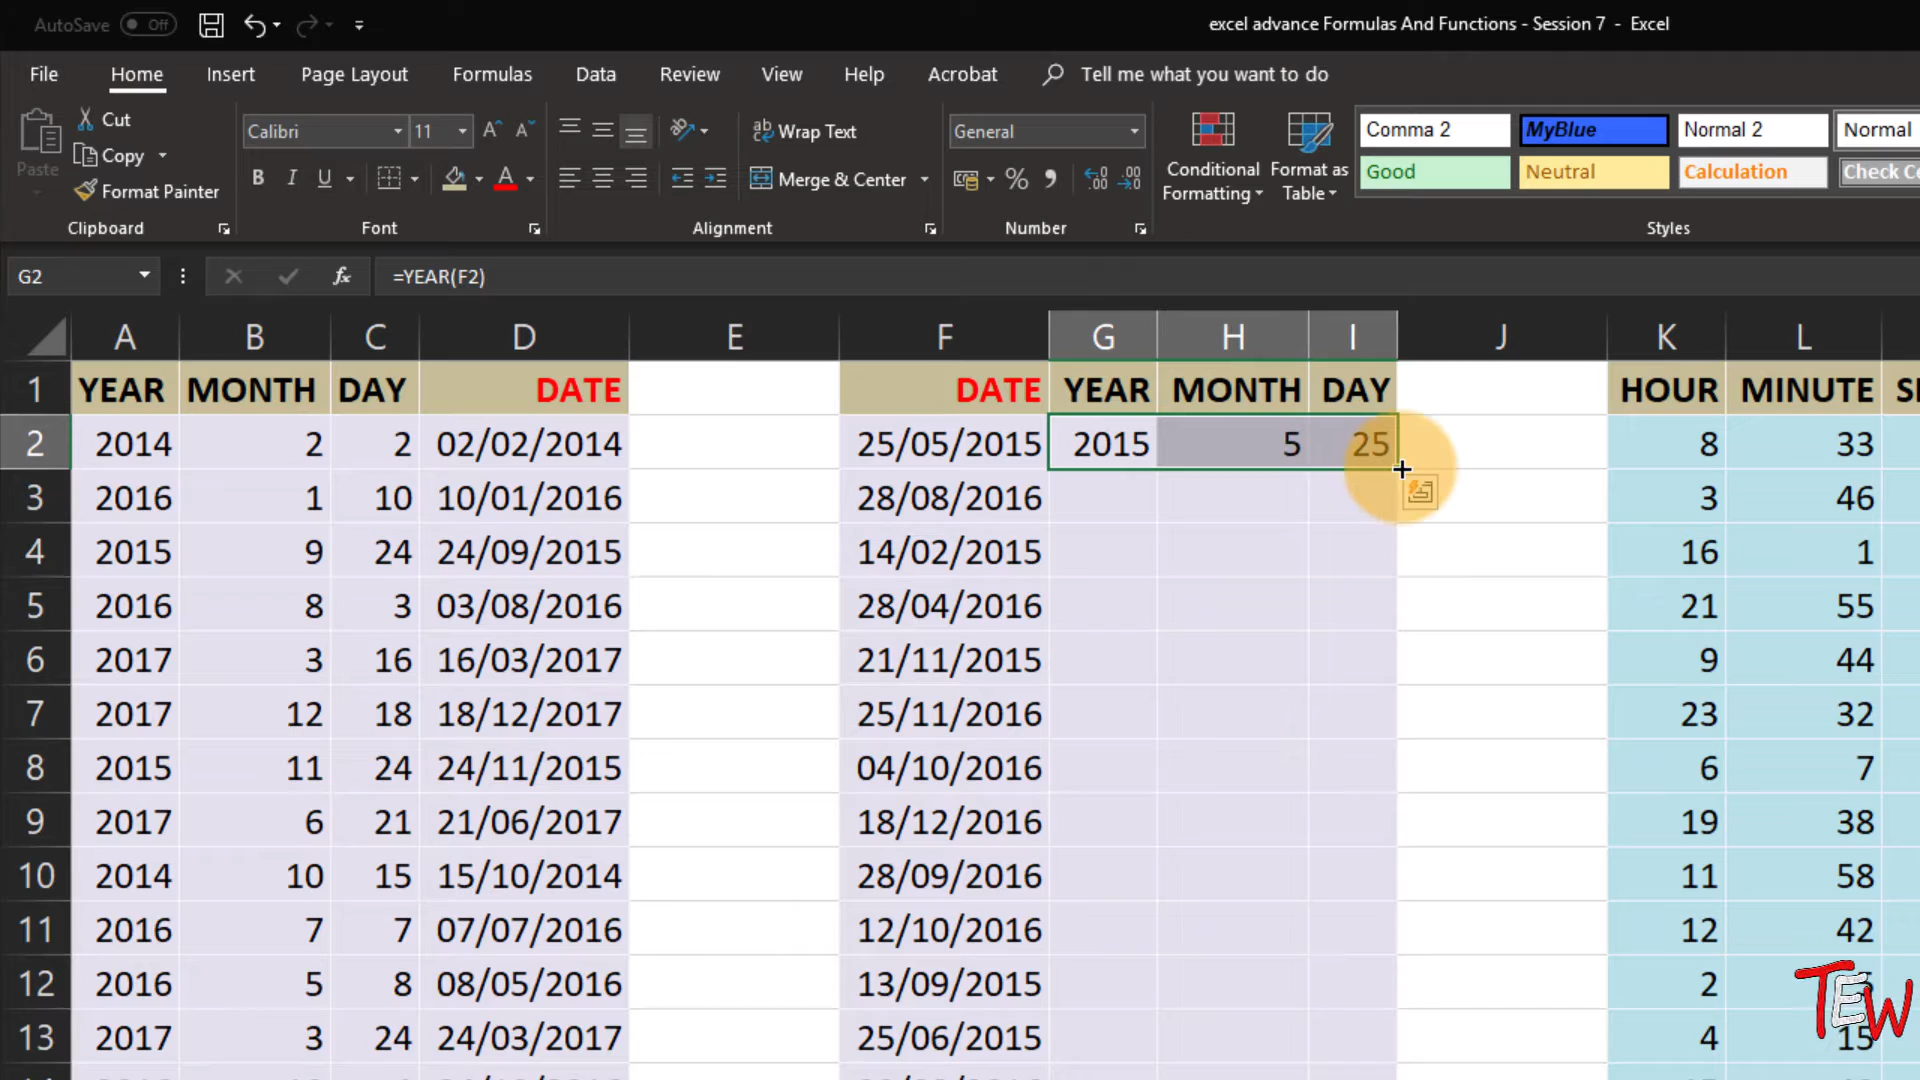 AutoSave Off excel advance Formulas And Functions - Session 7 - Excel
File Home Insert Page Layout Formulas Data Review View Help Acrobat Tell me what you want to do
Paste Cut Copy Format Painter
Clipboard
Calibri 11
B I U A
Font
Wrap Text
Merge & Center
Alignment
General
%
Number
Conditional Formatting
Format as Table
Comma 2 MyBlue Normal 2 Normal
Good Neutral Calculation
Styles
G2 fx =YEAR(F2)
A B C D E F G H I J K L
1 YEAR MONTH DAY DATE DATE YEAR MONTH DAY HOUR MINUTE
2 2014 2 2 02/02/2014 25/05/2015 2015 5 25 8 33
3 2016 1 10 10/01/2016 28/08/2016 3 46
4 2015 9 24 24/09/2015 14/02/2015 16 1
5 2016 8 3 03/08/2016 28/04/2016 21 55
6 2017 3 16 16/03/2017 21/11/2015 9 44
7 2017 12 18 18/12/2017 25/11/2016 23 32
8 2015 11 24 24/11/2015 04/10/2016 6 7
9 2017 6 21 21/06/2017 18/12/2016 19 38
10 2014 10 15 15/10/2014 28/09/2016 11 58
11 2016 7 7 07/07/2016 12/10/2016 12 42
12 2016 5 8 08/05/2016 13/09/2015 2
13 2017 3 24 24/03/2017 25/06/2015 4 15
TEW